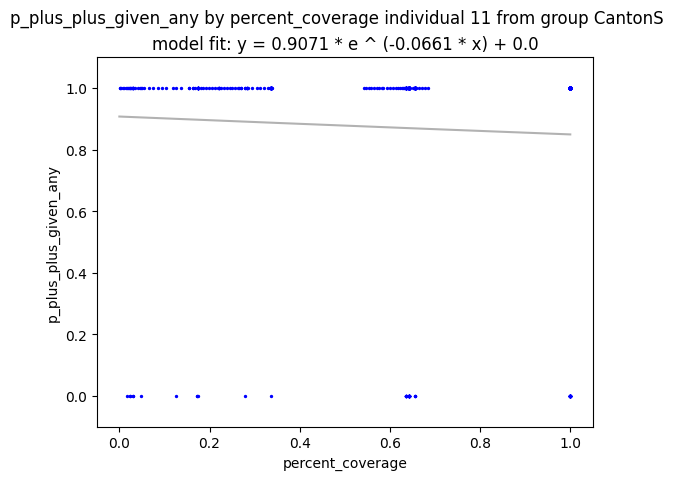 p_plus_plus_given_any by percent_coverage individual 11 from group CantonS
model fit: y = 0.9071 * e ^ (-0.0661 * x) + 0.0
1.0
0.8
0.6
0.4
0.2
0.0
p_plus_plus_given_any
0.0 0.2 0.4 0.6 0.8 1.0
percent_coverage